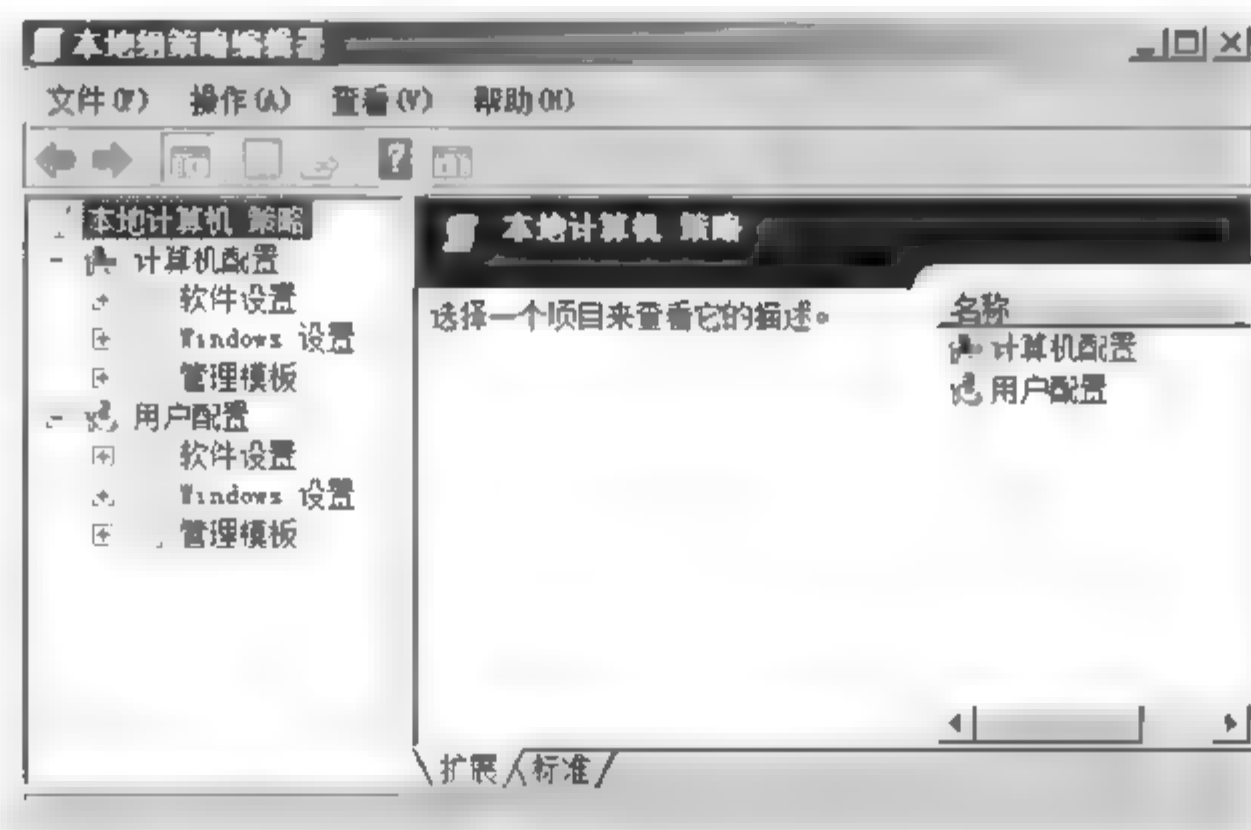 本地组策略编辑器
文件(F) 操作(A) 查看(V) 帮助(H)
本地计算机 策略
计算机配置
软件设置
Windows 设置
管理模板
用户配置
软件设置
Windows 设置
管理模板
本地计算机 策略
选择一个项目来查看它的描述。
名称
计算机配置
用户配置
扩展 标准